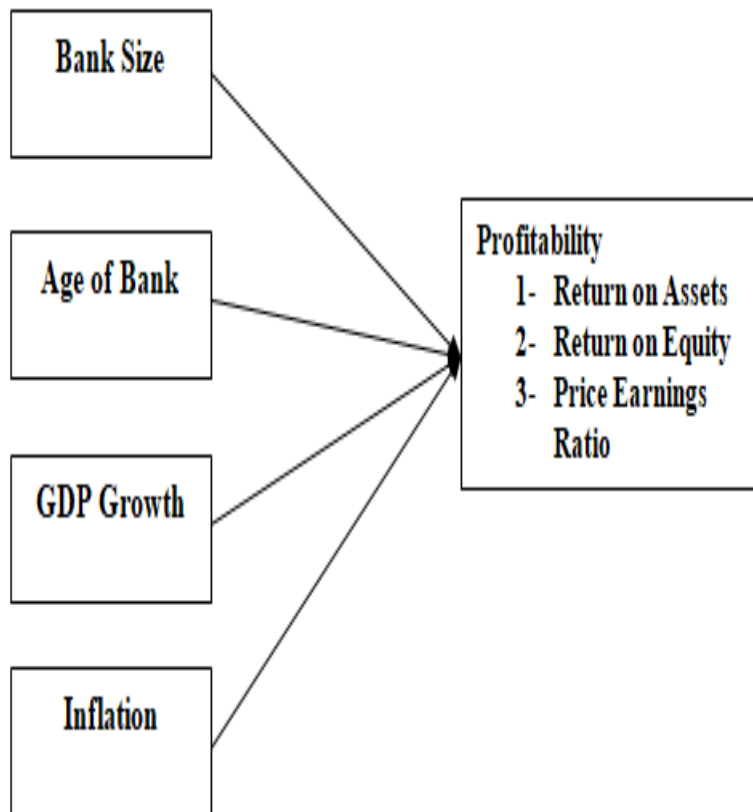 Bank Size
Age of Bank
GDP Growth
Inflation
Profitability
1- Return on Assets
2- Return on Equity
3- Price Earnings
Ratio